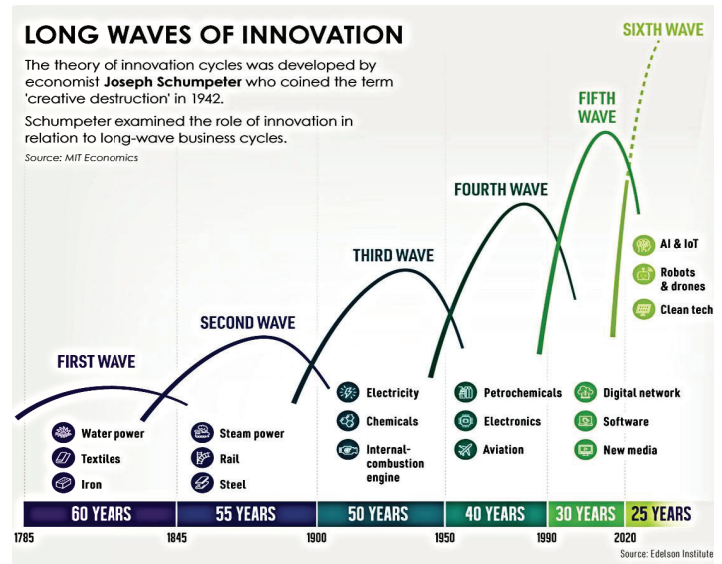 LONG WAVES OF INNOVATION
The theory of innovation cycles was developed by
economist Joseph Schumpeter who coined the term
'creative destruction' in 1942.
Schumpeter examined the role of innovation in
relation to long-wave business cycles.
Source: MIT Economics
FIRST WAVE
SECOND WAVE
THIRD WAVE
FOURTH WAVE
FIFTH
WAVE
SIXTH WAVE
Water power
Textiles
Iron
Steam power
Rail
Steel
Electricity
Chemicals
Internal-
combustion
engine
Petrochemicals
Electronics
Aviation
Digital network
Software
New media
AI & IoT
Robots
& drones
Clean tech
60 YEARS
55 YEARS
50 YEARS
40 YEARS
30 YEARS
25 YEARS
1785
1845
1900
1950
1990
2020
Source: Edelson Institute